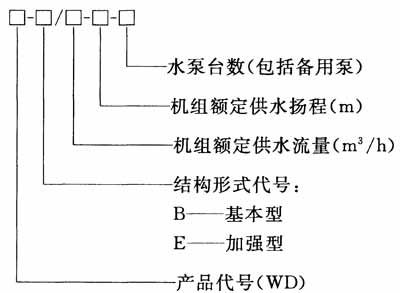 □-□/□-□-□
水泵台数(包括备用泵)
机组额定供水扬程(m)
机组额定供水流量(m³/h)
结构形式代号：
B——基本型
E——加强型
产品代号(WD)